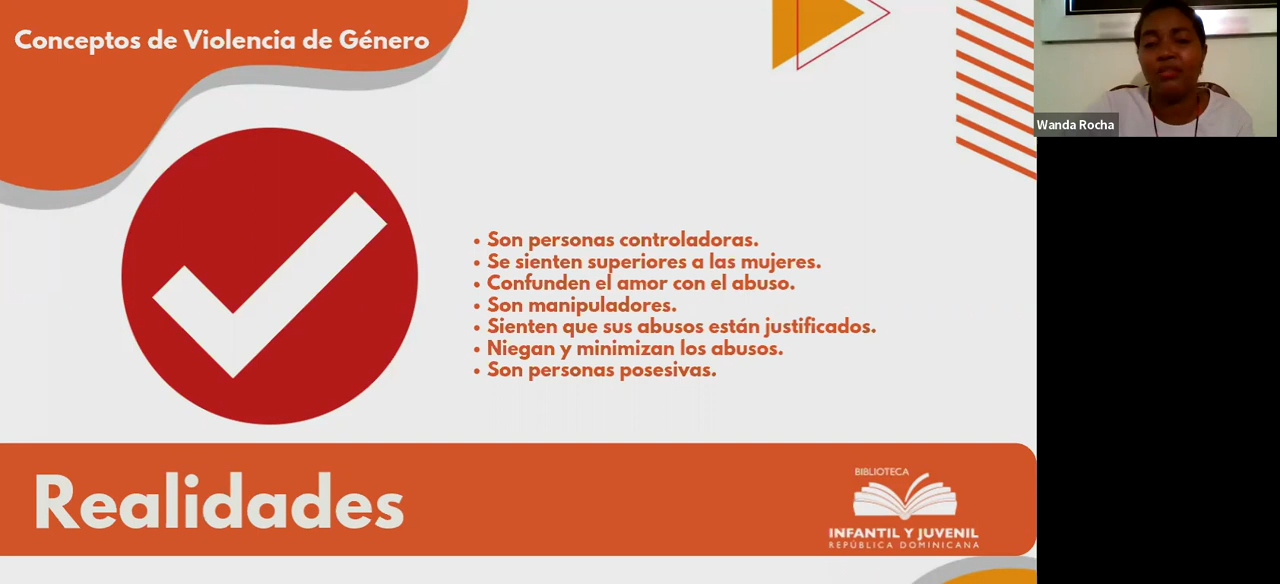 Conceptos de Violencia de Género
Wanda Rocha
• Son personas controladoras.
• Se sienten superiores a las mujeres.
• Confunden el amor con el abuso.
• Son manipuladores.
• Sienten que sus abusos están justificados.
• Niegan y minimizan los abusos.
• Son personas posesivas.
Realidades
BIBLIOTECA
INFANTIL Y JUVENIL
REPÚBLICA DOMINICANA